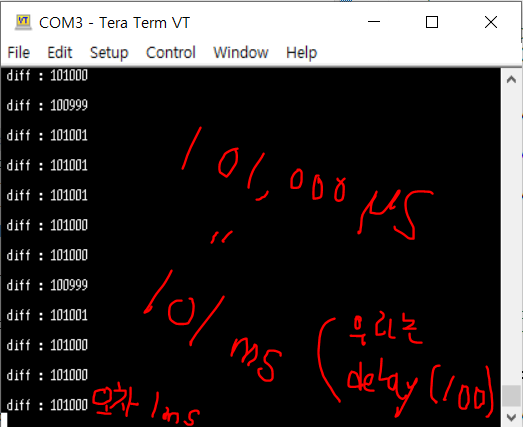 COM3 - Tera Term VT
File Edit Setup Control Window Help
diff : 101000
diff : 100999
diff : 101001
diff : 101001
diff : 101001
diff : 101000
diff : 101000
diff : 100999
diff : 101001
diff : 101000
diff : 101000
diff : 101000
101,000 μs
"
101 ms
(우리는
delay(100)
오차 1ms